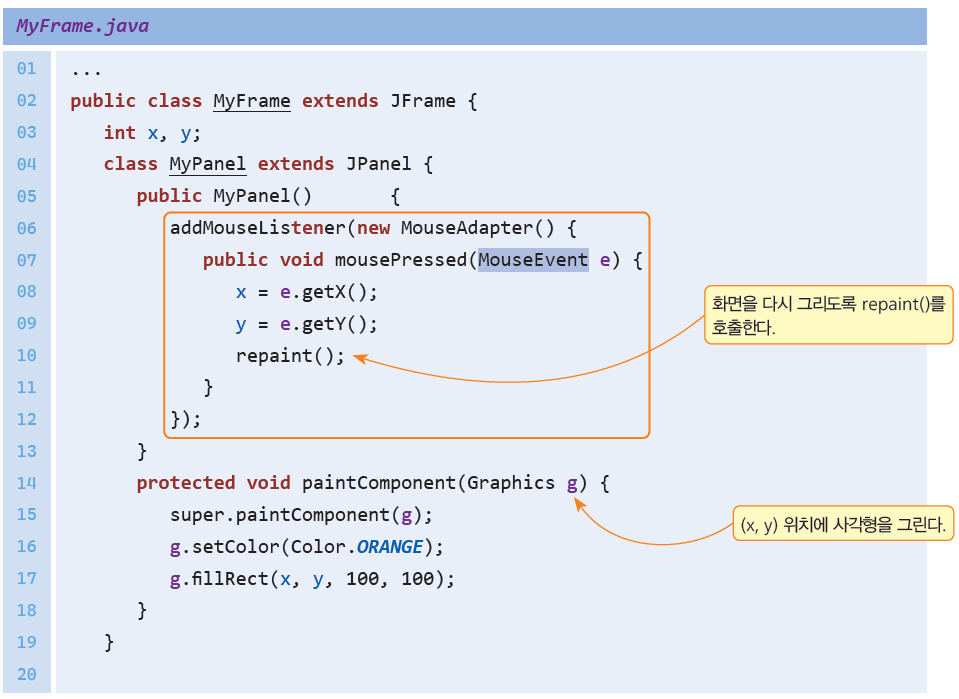 MyFrame.java
01 ...
02 public class MyFrame extends JFrame {
03 int x, y;
04 class MyPanel extends JPanel {
05 public MyPanel() {
06 addMouseListener(new MouseAdapter() {
07 public void mousePressed(MouseEvent e) {
08 x = e.getX();
09 y = e.getY();
10 repaint();
11 }
12 });
13 }
14 protected void paintComponent(Graphics g) {
15 super.paintComponent(g);
16 g.setColor(Color.ORANGE);
17 g.fillRect(x, y, 100, 100);
18 }
19 }
20
화면을 다시 그리도록 repaint()를
호출한다.
(x, y) 위치에 사각형을 그린다.